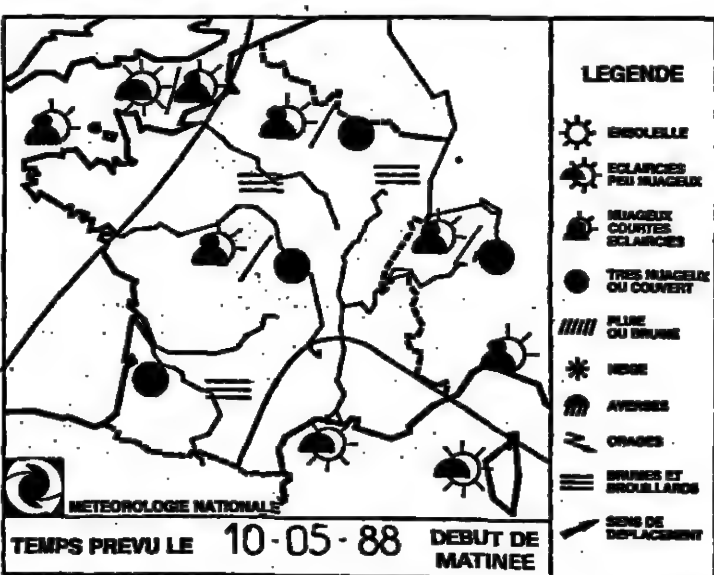 LEGENDE
ENSOLEILLE
ECLAIRCIES
PEU NUAGEUX
NUAGEUX
COURTES
ECLAIRCIES
TRES NUAGEUX
OU COUVERT
PLUIE
OU BRUINE
NEIGE
AVERSES
ORAGES
BRUMES ET
BROUILLARDS
SENS DE
DEPLACEMENT
METEOROLOGIE NATIONALE
TEMPS PREVU LE 10-05-88 DEBUT DE
MATINEE